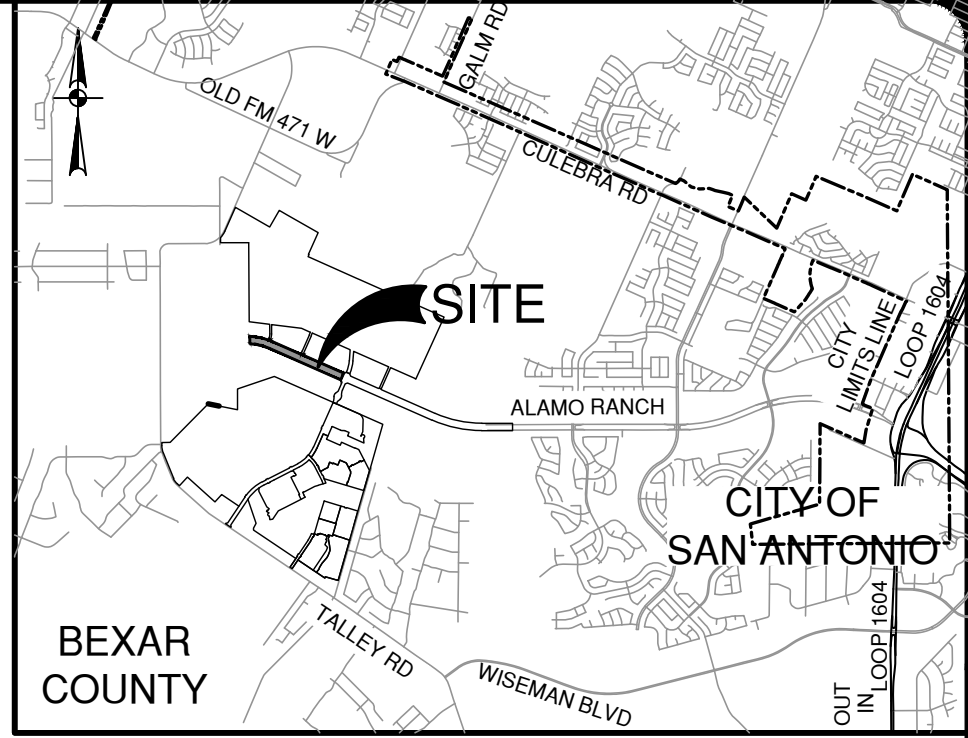 GALM RD
OLD FM 471 W
CULEBRA RD
SITE
CITY
LIMITS LINE
LOOP 1604
ALAMO RANCH
CITY OF
SAN ANTONIO
BEXAR
COUNTY
TALLEY RD
WISEMAN BLVD
OUT
IN
LOOP 1604